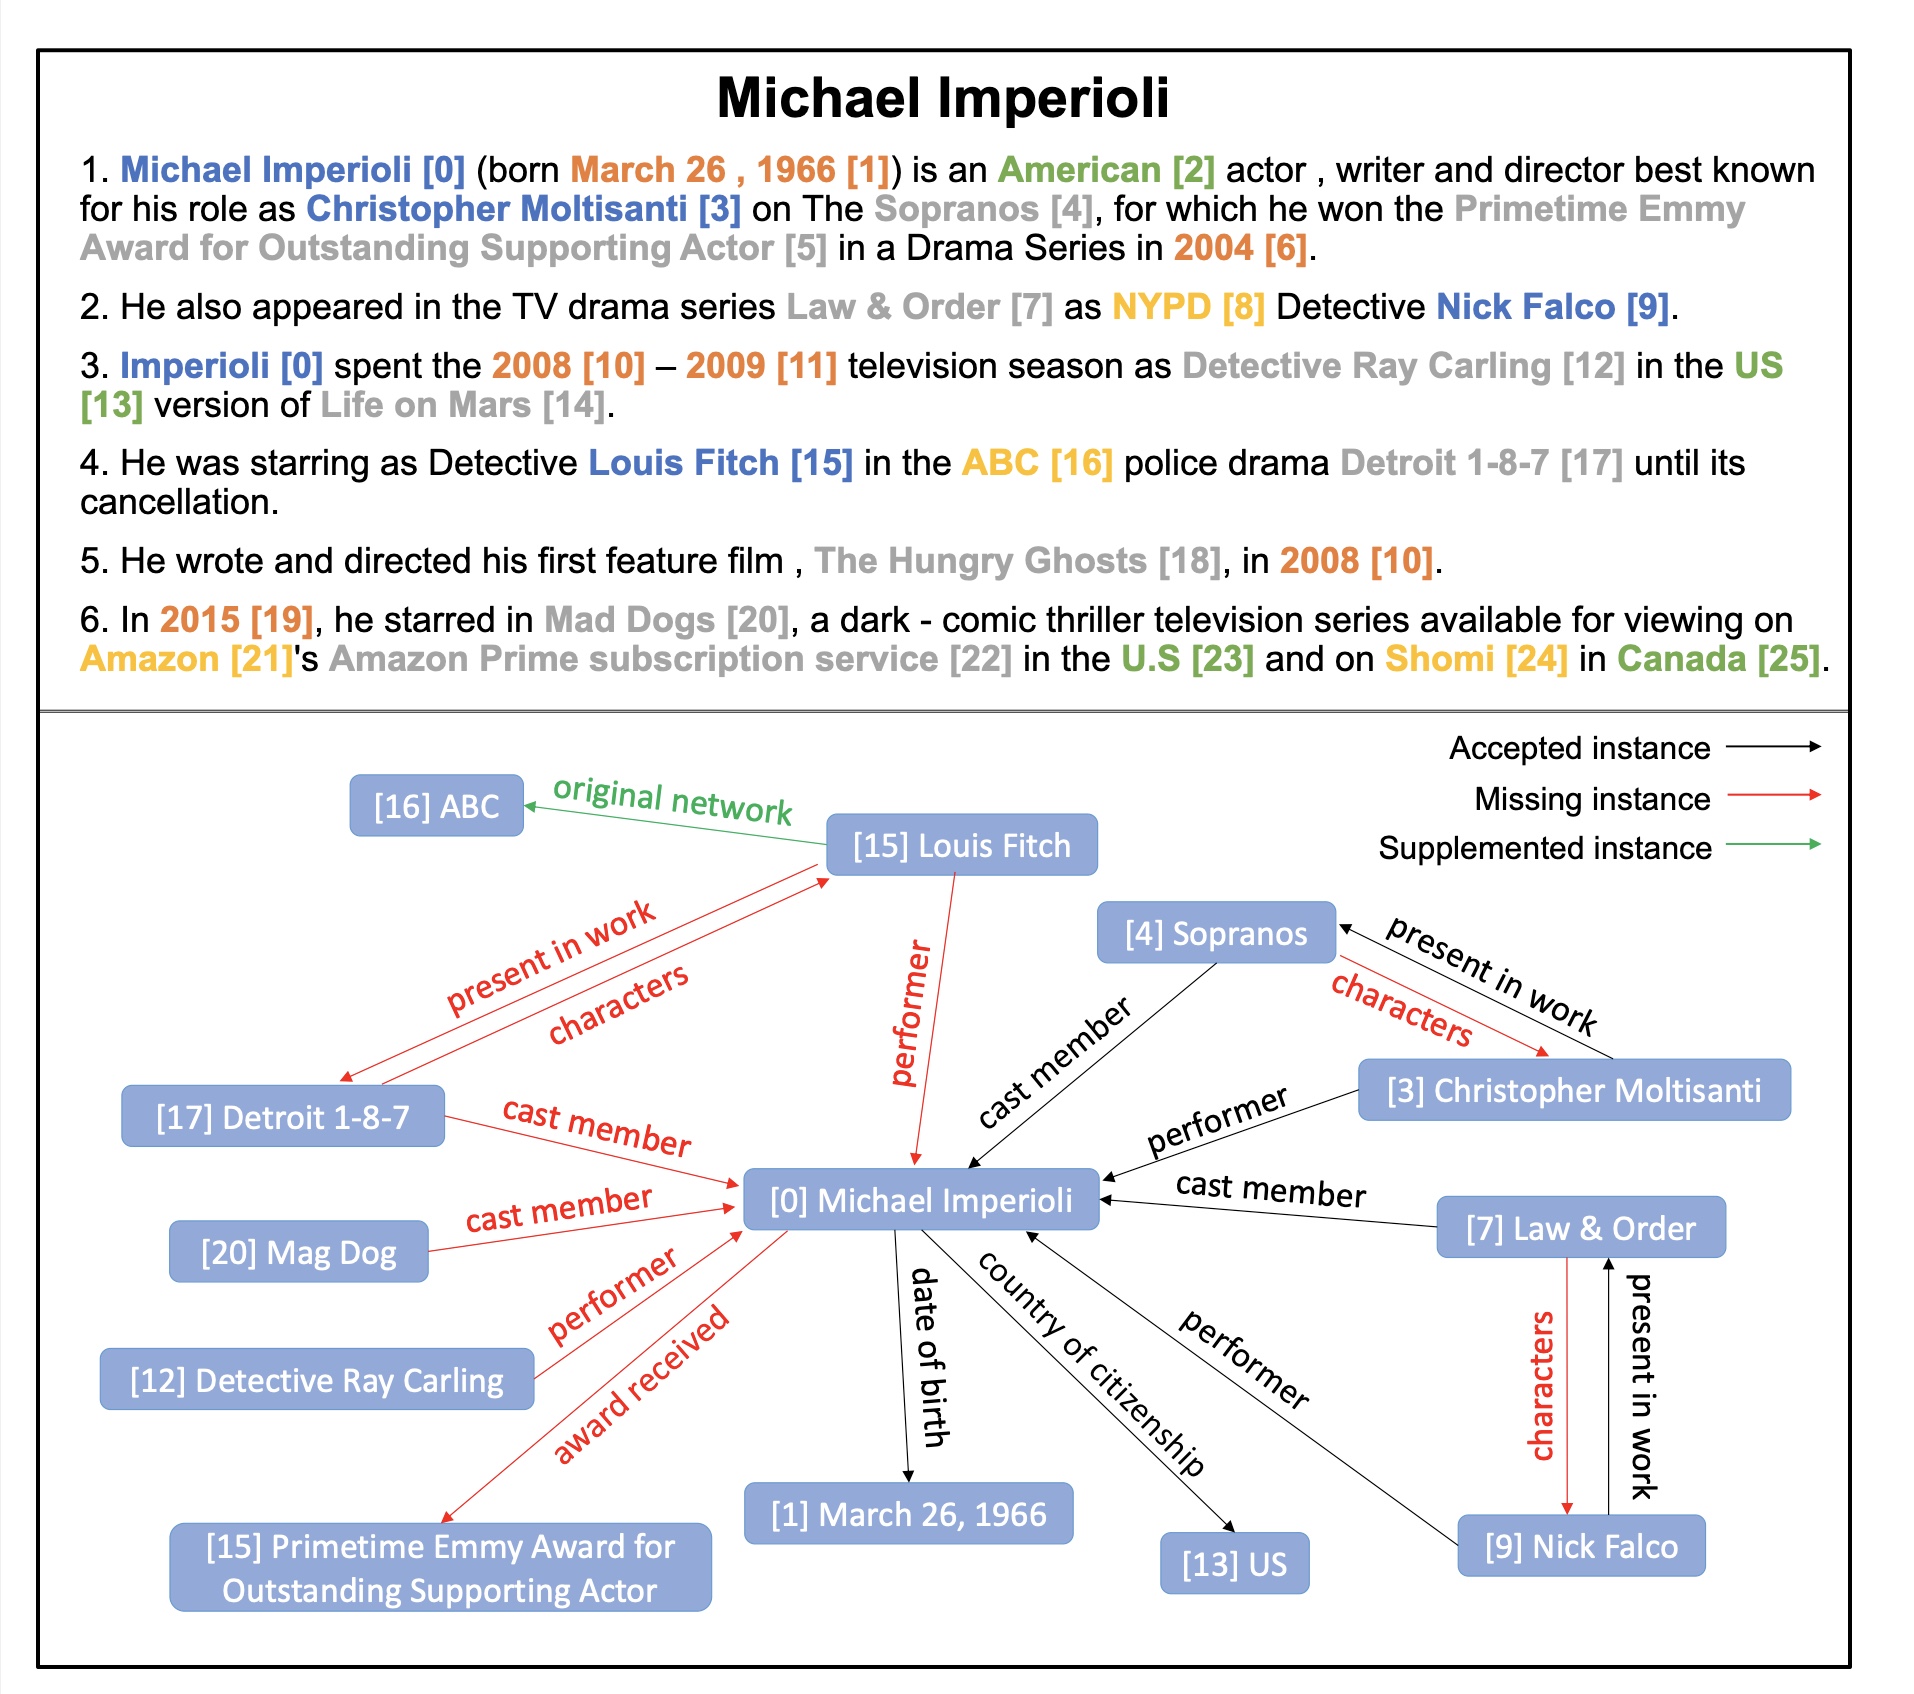 Michael Imperioli
1. Michael Imperioli [0] (born March 26 , 1966 [1]) is an American [2] actor , writer and director best known
for his role as Christopher Moltisanti [3] on The Sopranos [4], for which he won the Primetime Emmy
Award for Outstanding Supporting Actor [5] in a Drama Series in 2004 [6].
2. He also appeared in the TV drama series Law & Order [7] as NYPD [8] Detective Nick Falco [9].
3. Imperioli [0] spent the 2008 [10] – 2009 [11] television season as Detective Ray Carling [12] in the US
[13] version of Life on Mars [14].
4. He was starring as Detective Louis Fitch [15] in the ABC [16] police drama Detroit 1-8-7 [17] until its
cancellation.
5. He wrote and directed his first feature film , The Hungry Ghosts [18], in 2008 [10].
6. In 2015 [19], he starred in Mad Dogs [20], a dark - comic thriller television series available for viewing on
Amazon [21]'s Amazon Prime subscription service [22] in the U.S [23] and on Shomi [24] in Canada [25].
Accepted instance
Missing instance
Supplemented instance
[16] ABC
original network
[15] Louis Fitch
present in work
characters
performer
[4] Sopranos
present in work
characters
cast member
[3] Christopher Moltisanti
performer
[17] Detroit 1-8-7
cast member
[0] Michael Imperioli
cast member
[7] Law & Order
cast member
[20] Mag Dog
performer
[12] Detective Ray Carling
award received
date of birth
country of citizenship
performer
characters
present in work
[15] Primetime Emmy Award for
Outstanding Supporting Actor
[1] March 26, 1966
[13] US
[9] Nick Falco